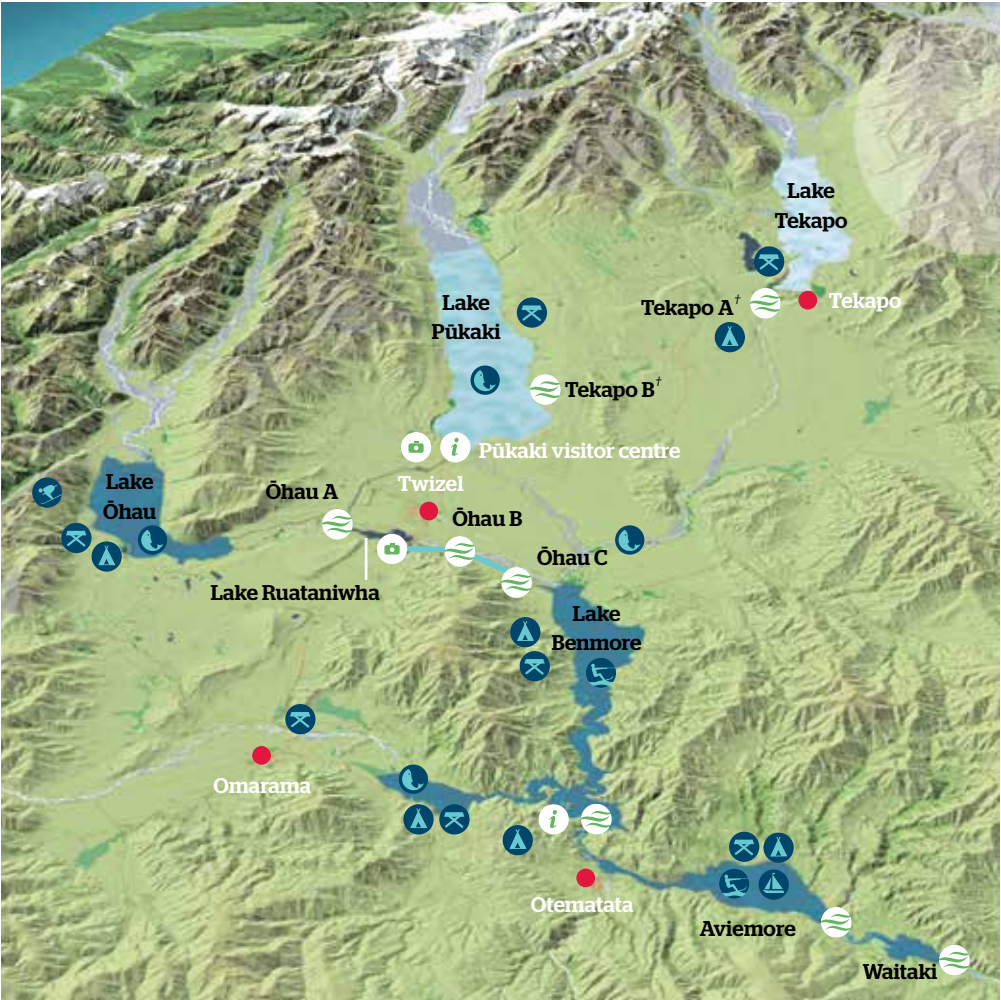 Lake
Tekapo
Tekapo A†
Tekapo
Lake
Pūkaki
Tekapo B†
i
Pūkaki visitor centre
Lake
Ōhau
Ōhau A
Twizel
Ōhau B
Ōhau C
Lake Ruataniwha
Lake
Benmore
Omarama
i
Otematata
Aviemore
Waitaki